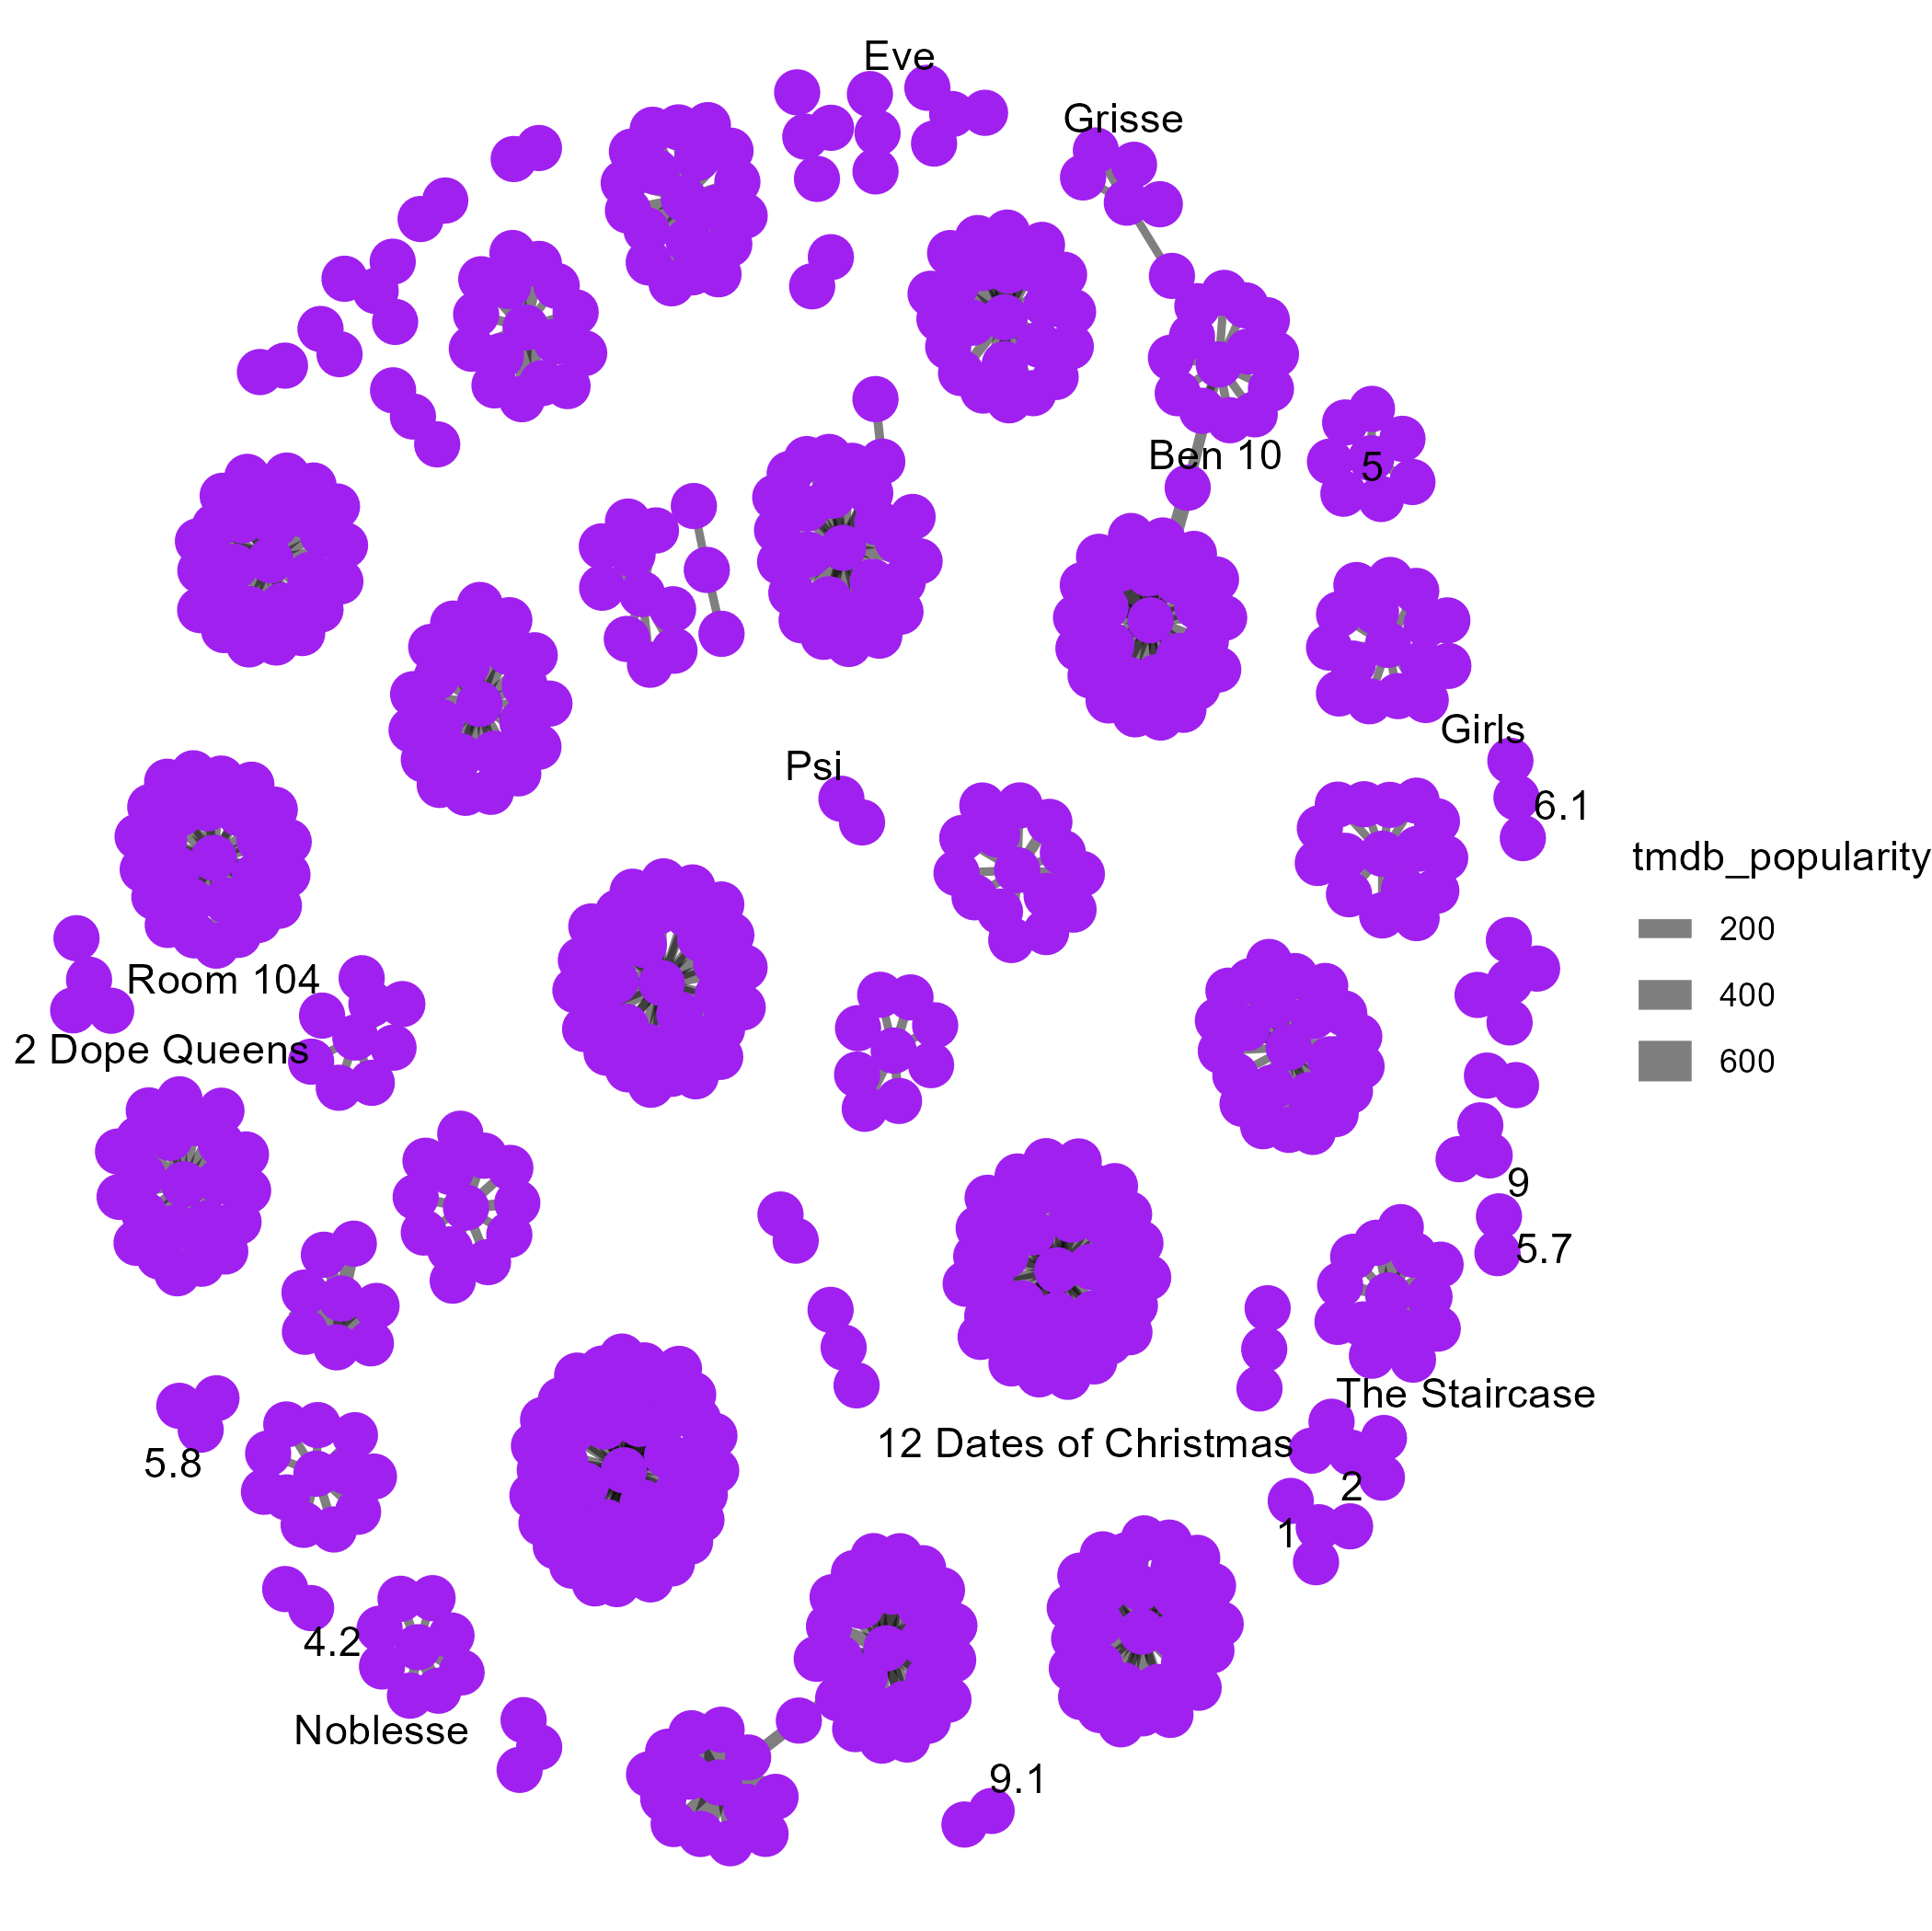 Eve
Grisse
Ben 10
5
Girls
Psi
6.1
tmdb_popularity
200
400
600
Room 104
2 Dope Queens
9
5.7
The Staircase
12 Dates of Christmas
5.8
2
1
4.2
Noblesse
9.1